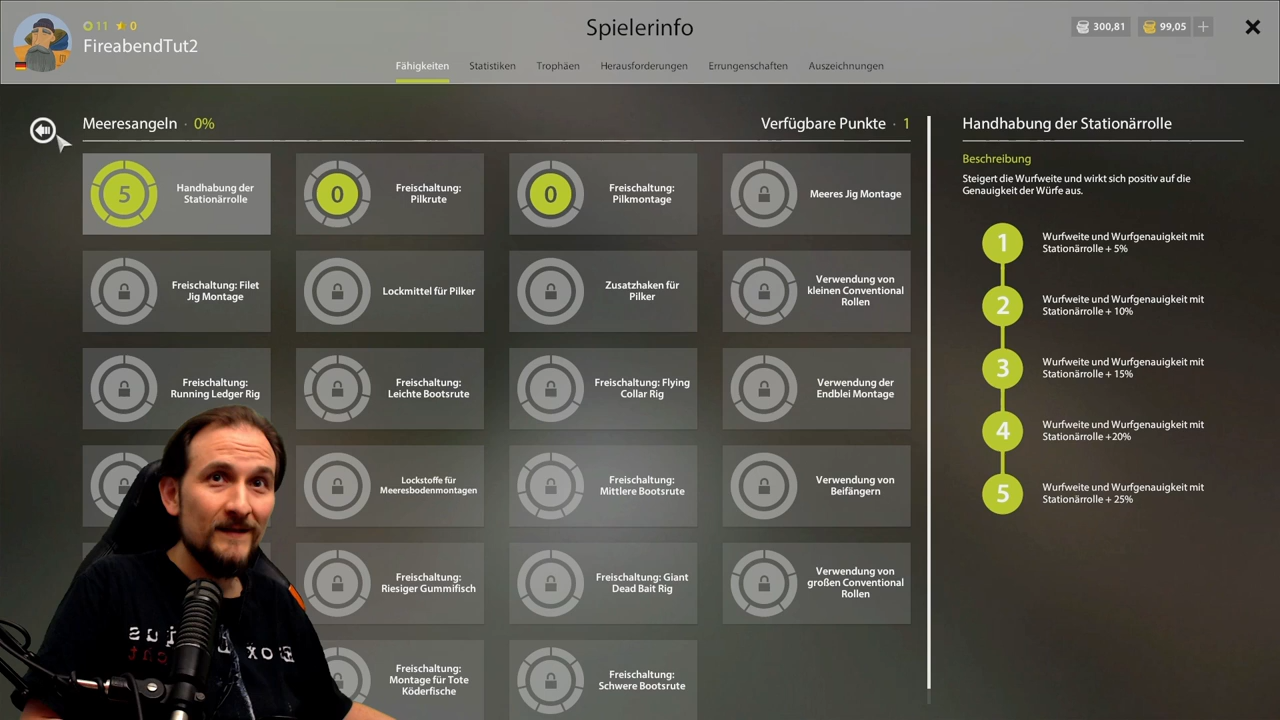 11 0
FireabendTut2
Spielerinfo
300,81
99,05
Fähigkeiten
Statistiken
Trophäen
Herausforderungen
Errungenschaften
Auszeichnungen
Meeresangeln · 0%
Verfügbare Punkte · 1
5
Handhabung der
Stationärrolle
0
Freischaltung:
Pilkrute
0
Freischaltung:
Pilkmontage
Meeres Jig Montage
Freischaltung: Filet
Jig Montage
Lockmittel für Pilker
Zusatzhaken für
Pilker
Verwendung von
kleinen Conventional
Rollen
Freischaltung:
Running Ledger Rig
Freischaltung:
Leichte Bootsrute
Freischaltung: Flying
Collar Rig
Verwendung der
Endblei Montage
Lockstoffe für
Meeresbodenmontagen
Freischaltung:
Mittlere Bootsrute
Verwendung von
Beifängern
Freischaltung:
Riesiger Gummifisch
Freischaltung: Giant
Dead Bait Rig
Verwendung von
großen Conventional
Rollen
Freischaltung:
Montage für Tote
Köderfische
Freischaltung:
Schwere Bootsrute
Handhabung der Stationärrolle
Beschreibung
Steigert die Wurfweite und wirkt sich positiv auf die
Genauigkeit der Würfe aus.
1
Wurfweite und Wurfgenauigkeit mit
Stationärrolle + 5%
2
Wurfweite und Wurfgenauigkeit mit
Stationärrolle + 10%
3
Wurfweite und Wurfgenauigkeit mit
Stationärrolle + 15%
4
Wurfweite und Wurfgenauigkeit mit
Stationärrolle +20%
5
Wurfweite und Wurfgenauigkeit mit
Stationärrolle + 25%